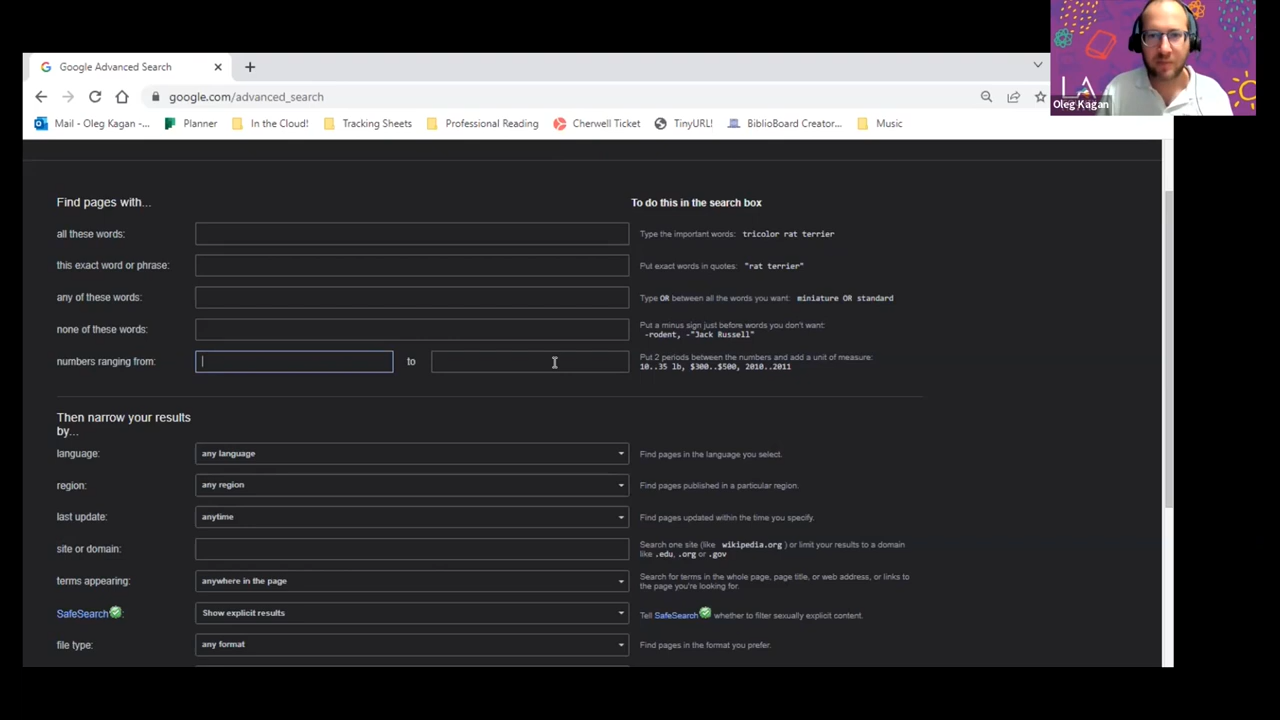 Google Advanced Search
google.com/advanced_search
Mail - Oleg Kagan -... Planner In the Cloud! Tracking Sheets Professional Reading Cherwell Ticket TinyURL! BiblioBoard Creator... Music
LA
Oleg Kagan
Find pages with... To do this in the search box
all these words: Type the important words: tricolor rat terrier
this exact word or phrase: Put exact words in quotes: "rat terrier"
any of these words: Type OR between all the words you want: miniature OR standard
none of these words: Put a minus sign just before words you don't want:
-rodent, -"Jack Russell"
numbers ranging from: to Put 2 periods between the numbers and add a unit of measure:
10..35 lb, $300..$500, 2010..2011
Then narrow your results
by...
language: any language Find pages in the language you select.
region: any region Find pages published in a particular region.
last update: anytime Find pages updated within the time you specify.
site or domain: Search one site (like wikipedia.org ) or limit your results to a domain
like .edu, .org or .gov
terms appearing: anywhere in the page Search for terms in the whole page, page title, or web address, or links to
the page you're looking for.
SafeSearch : Show explicit results Tell SafeSearch whether to filter sexually explicit content.
file type: any format Find pages in the format you prefer.